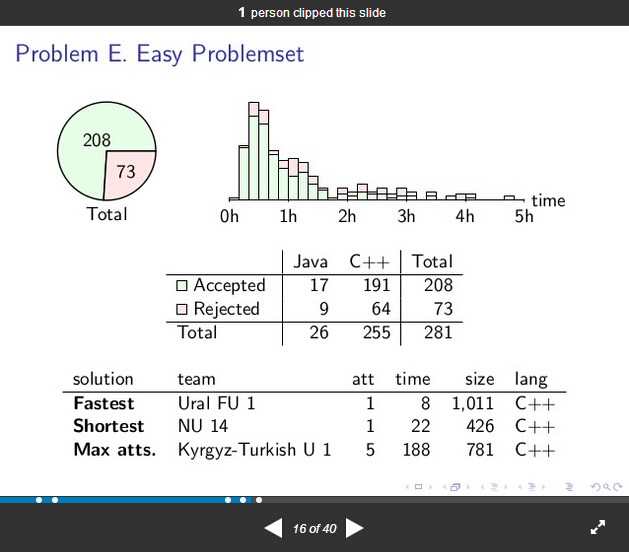 1 person clipped this slide
Problem E. Easy Problemset
208
73
Total
0h 1h 2h 3h 4h 5h time
Java C++ Total
Accepted 17 191 208
Rejected 9 64 73
Total 26 255 281
solution team att time size lang
Fastest Ural FU 1 1 8 1,011 C++
Shortest NU 14 1 22 426 C++
Max atts. Kyrgyz-Turkish U 1 5 188 781 C++
16 of 40